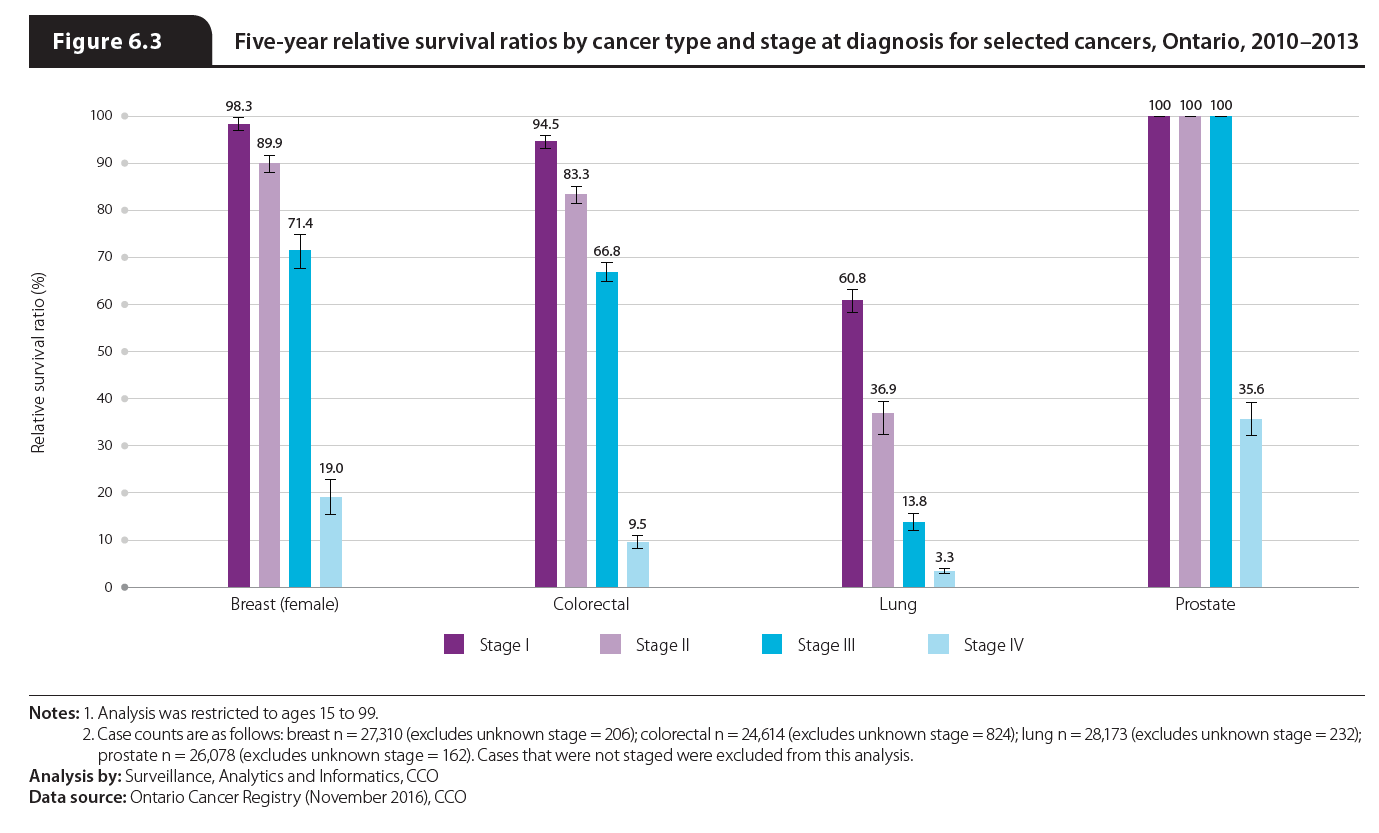 Figure 6.3
Five-year relative survival ratios by cancer type and stage at diagnosis for selected cancers, Ontario, 2010–2013
Relative survival ratio (%)
100
90
80
70
60
50
40
30
20
10
0
98.3
89.9
71.4
19.0
94.5
83.3
66.8
9.5
60.8
36.9
13.8
3.3
100 100 100
35.6
Breast (female)
Colorectal
Lung
Prostate
Stage I
Stage II
Stage III
Stage IV
Notes: 1. Analysis was restricted to ages 15 to 99.
2. Case counts are as follows: breast n = 27,310 (excludes unknown stage = 206); colorectal n = 24,614 (excludes unknown stage = 824); lung n = 28,173 (excludes unknown stage = 232);
prostate n = 26,078 (excludes unknown stage = 162). Cases that were not staged were excluded from this analysis.
Analysis by: Surveillance, Analytics and Informatics, CCO
Data source: Ontario Cancer Registry (November 2016), CCO